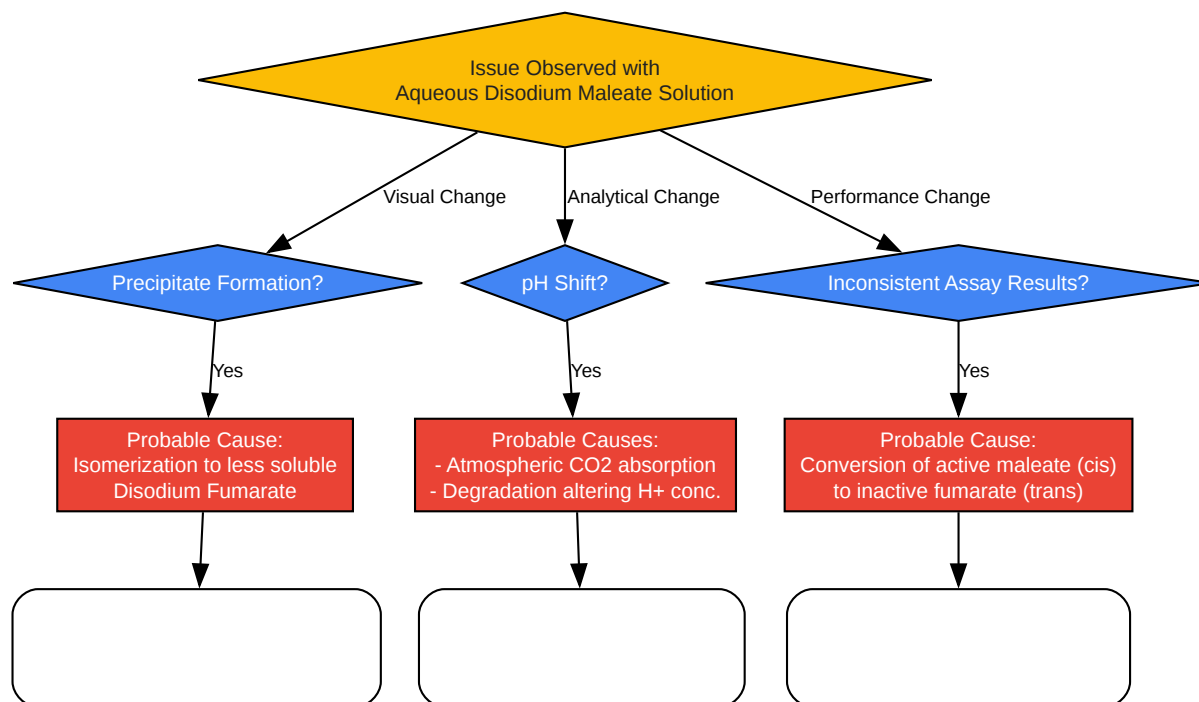 Issue Observed with
Aqueous Disodium Maleate Solution
Visual Change
Analytical Change
Performance Change
Precipitate Formation?
pH Shift?
Inconsistent Assay Results?
Yes
Yes
Yes
Probable Cause:
Isomerization to less soluble
Disodium Fumarate
Probable Causes:
- Atmospheric CO2 absorption
- Degradation altering H+ conc.
Probable Cause:
Conversion of active maleate (cis)
to inactive fumarate (trans)